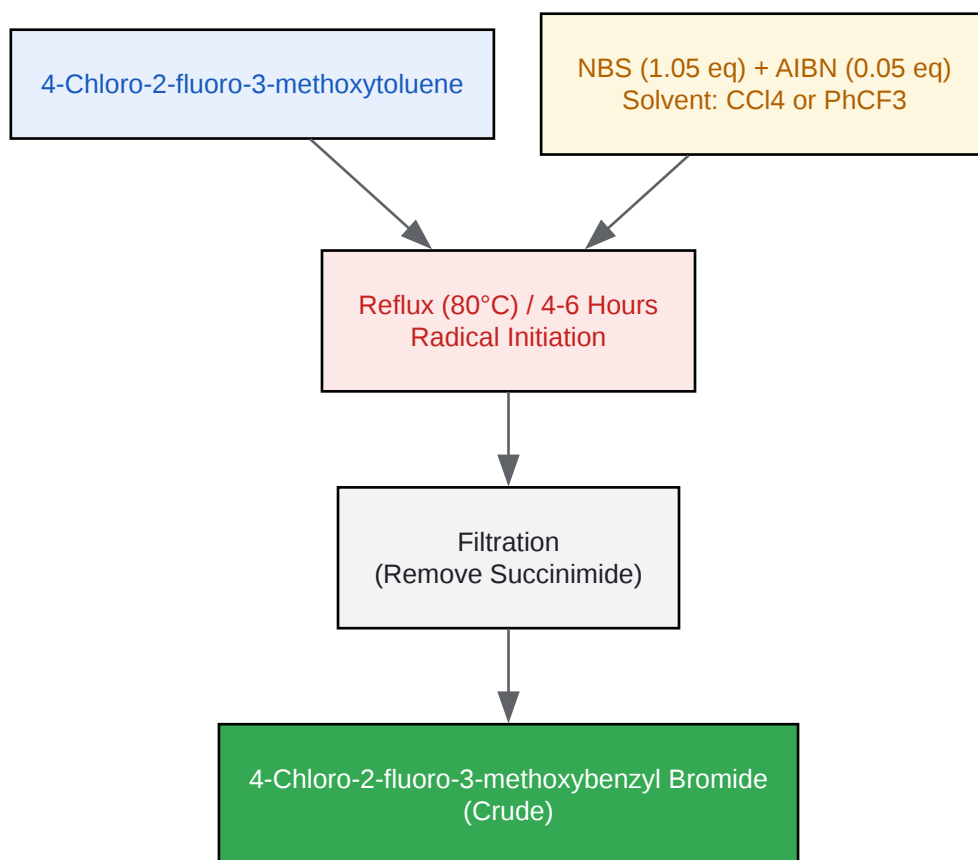 4-Chloro-2-fluoro-3-methoxytoluene
NBS (1.05 eq) + AIBN (0.05 eq)
Solvent: CCl4 or PhCF3
Reflux (80°C) / 4-6 Hours
Radical Initiation
Filtration
(Remove Succinimide)
4-Chloro-2-fluoro-3-methoxybenzyl Bromide
(Crude)